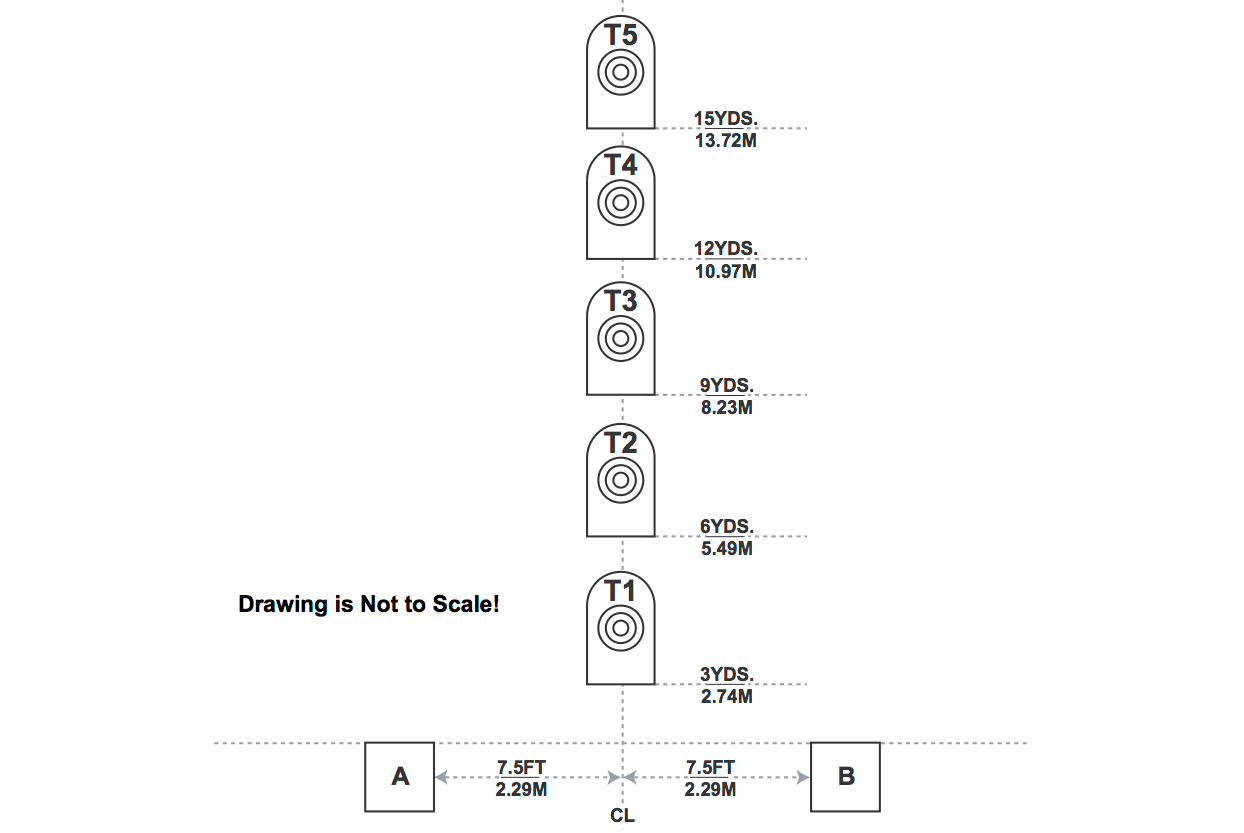 T5
15YDS.
13.72M
T4
12YDS.
10.97M
T3
9YDS.
8.23M
T2
6YDS.
5.49M
T1
Drawing is Not to Scale!
3YDS.
2.74M
A
7.5FT
2.29M
7.5FT
2.29M
B
CL